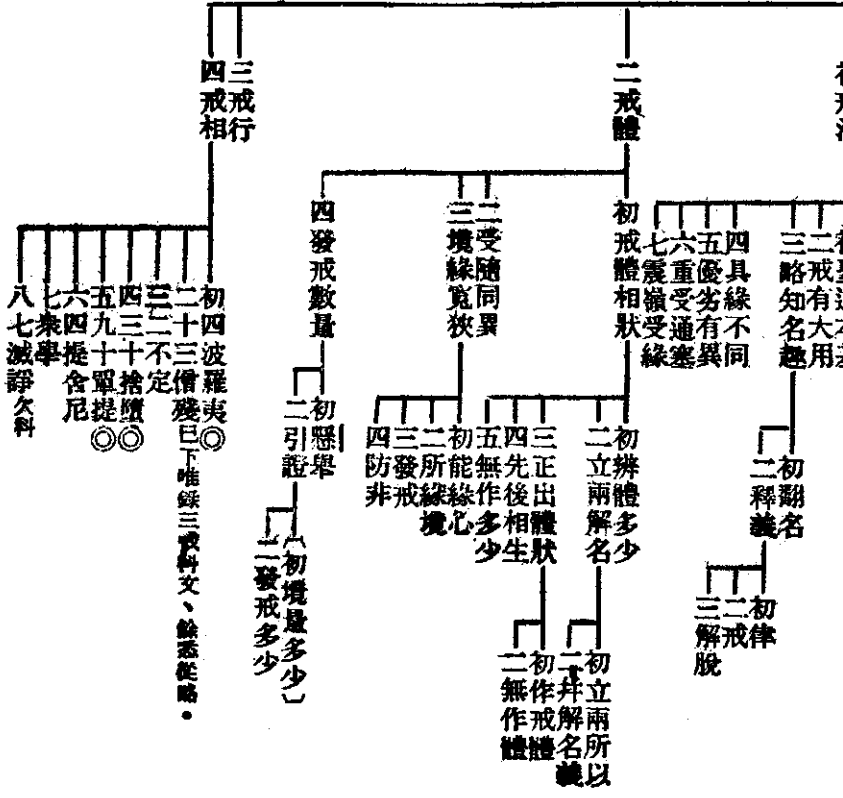 二戒有大用
三略知名趣
初翻名
二釋義
初律
二戒
三解脫
四具緣不同
五優劣有異
六重受通塞
七震嶺受緣
二戒體
初戒體相狀
初辨體多少
二立兩解名
初立兩所以
二并解名義
三正出體狀
初作戒體
二無作體
四先後相生
五無作多少
二受隨同異
三境緣寬狹
初能緣心
二所緣境
三發戒
四防非
四發戒數量
初懸舉
二引證
〔初境量多少〕
二發戒多少
三戒行
四戒相
初四波羅夷◎
二十三僧殘已下唯錄三戒科文、餘悉從略。
三二不定
四三十捨墮◎
五九十單提◎
六四提舍尼
七衆學
八七滅諍欠科